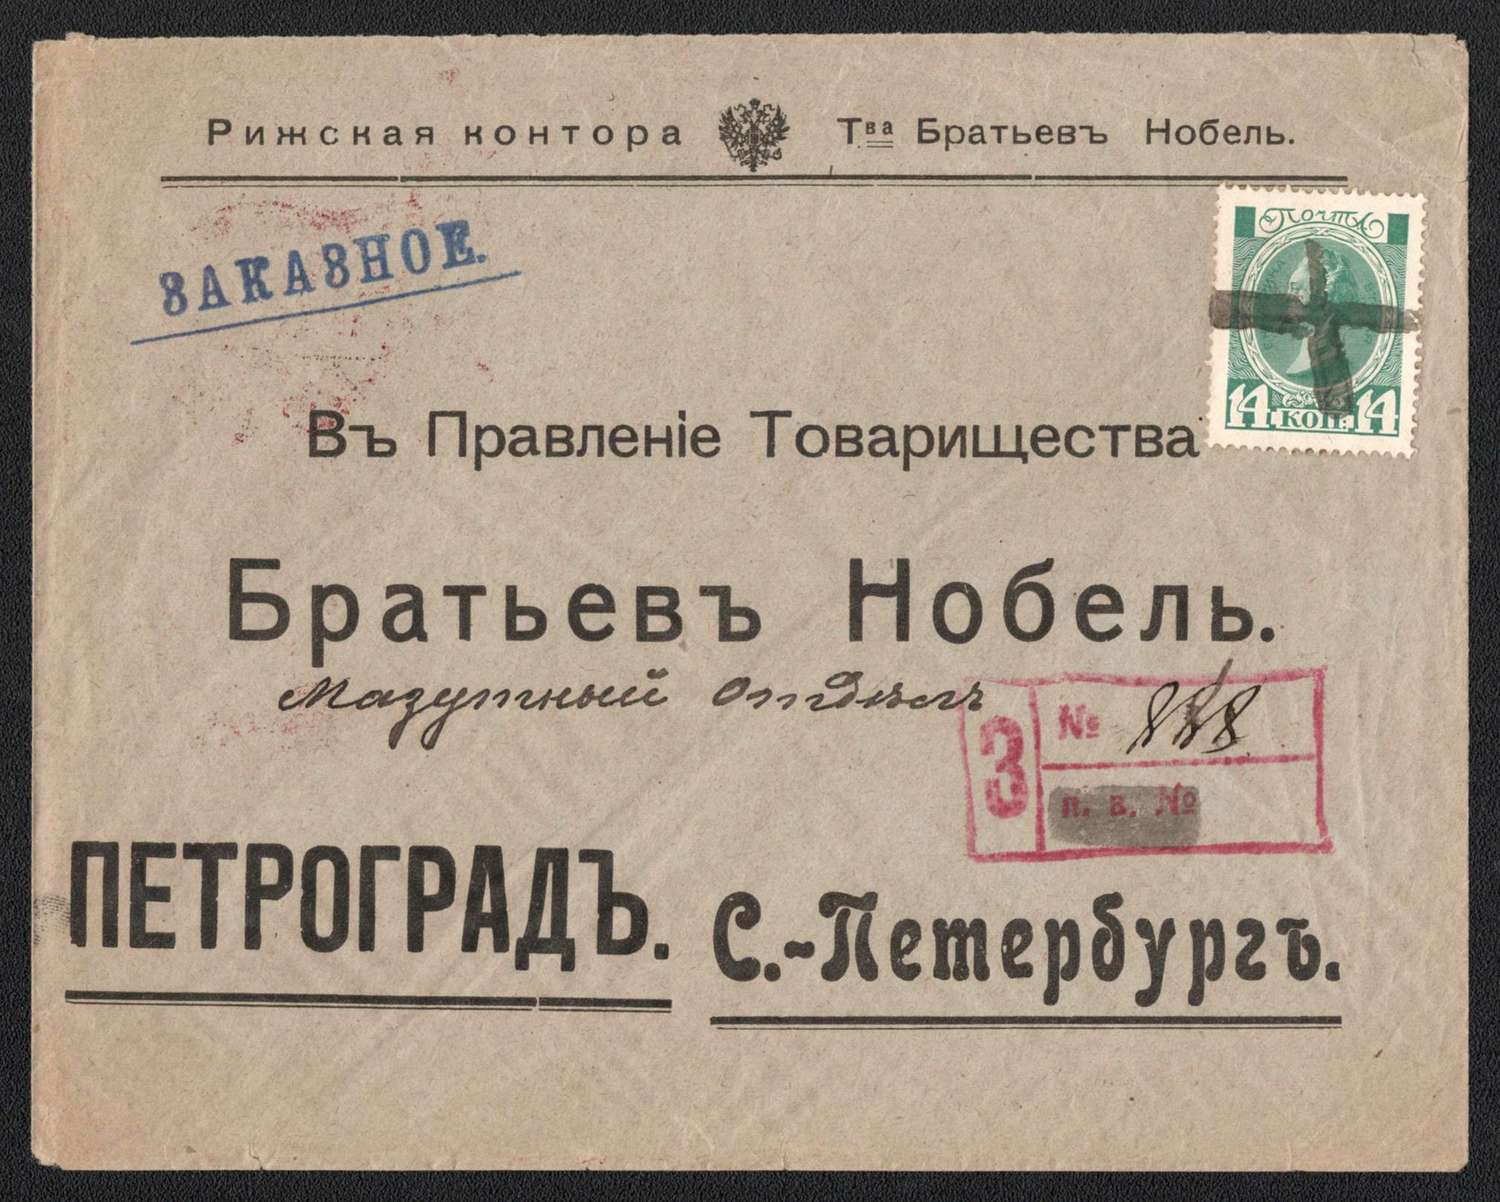 Рижская контора Тва Братьевъ Нобель.
ЗАКАЗНОЕ.
ПОЧТА
14 КОП. 14
Въ Правленіе Товарищества
Братьевъ Нобель.
Мазутный Отдѣлъ
З № 888
п. в. №
ПЕТРОГРАДЪ. С.-Петербургъ.